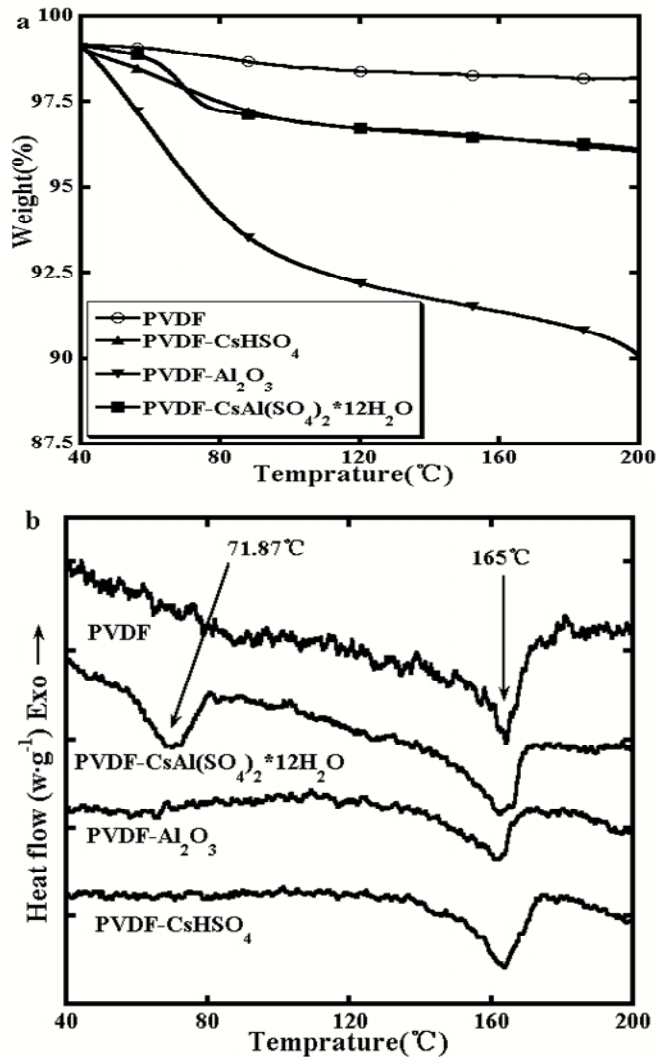 a
100
97.5
95
92.5
90
87.5
Weight(%)
PVDF
PVDF-CsHSO₄
PVDF-Al₂O₃
PVDF-CsAl(SO₄)₂*12H₂O
40
80
120
160
200
Temprature(℃)
b
71.87℃
165℃
PVDF
PVDF-CsAl(SO₄)₂*12H₂O
PVDF-Al₂O₃
PVDF-CsHSO₄
Heat flow (w·g⁻¹) Exo →
40
80
120
160
200
Temprature(℃)